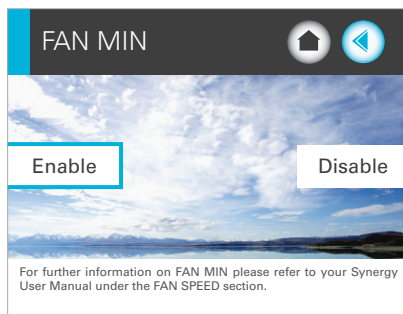 FAN MIN
Enable
Disable
For further information on FAN MIN please refer to your Synergy
User Manual under the FAN SPEED section.